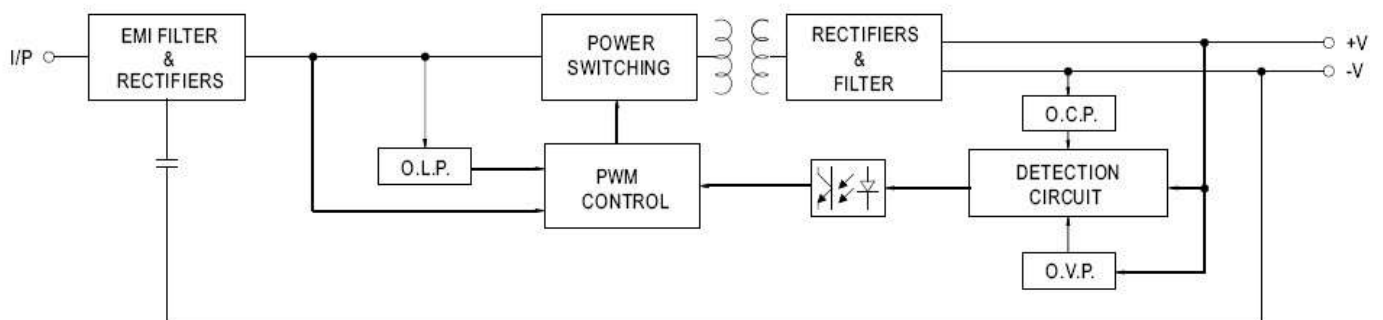 I/P
EMI FILTER
&
RECTIFIERS
POWER
SWITCHING
RECTIFIERS
&
FILTER
+V
-V
O.C.P.
O.L.P.
PWM
CONTROL
DETECTION
CIRCUIT
O.V.P.